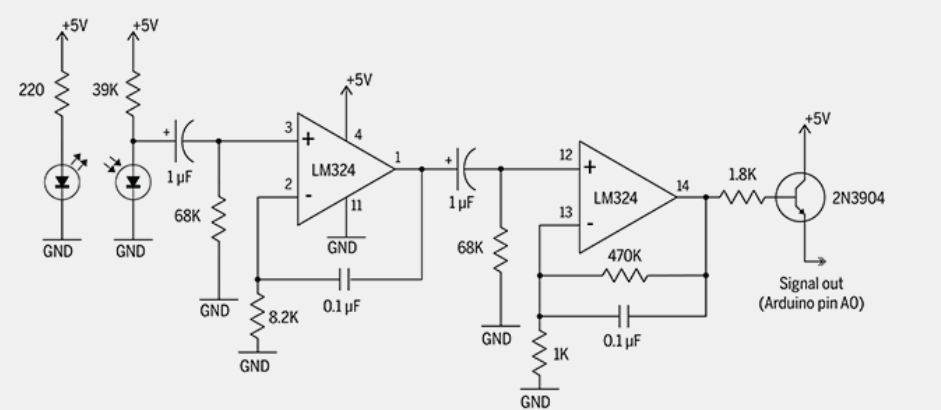 +5V
+5V
220
39K
+
1 µF
GND
GND
68K
GND
+5V
3
+
4
LM324
1
2
-
11
GND
0.1 µF
8.2K
GND
+
1 µF
68K
GND
12
+
LM324
14
13
-
470K
0.1 µF
1K
GND
1.8K
+5V
2N3904
Signal out
(Arduino pin A0)